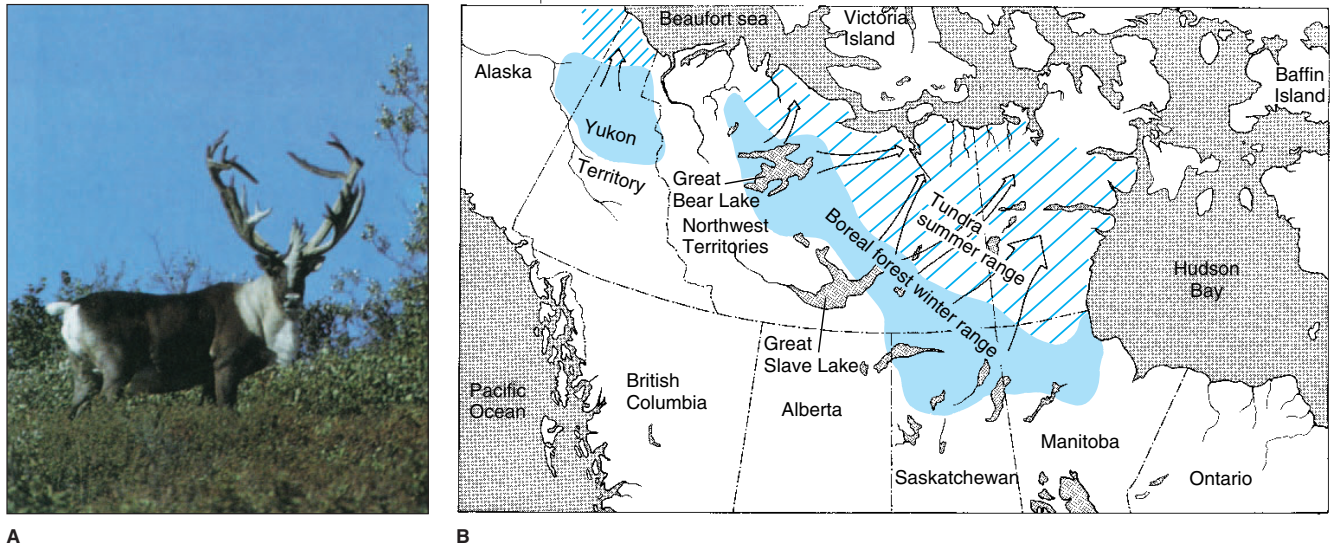 Beaufort sea
Victoria
Island
Alaska
Baffin
Island
Yukon
Territory
Great
Bear Lake
Northwest
Territories
Tundra
summer range
Boreal forest winter range
Hudson
Bay
Great
Slave Lake
Pacific
Ocean
British
Columbia
Alberta
Manitoba
Saskatchewan
Ontario
A
B